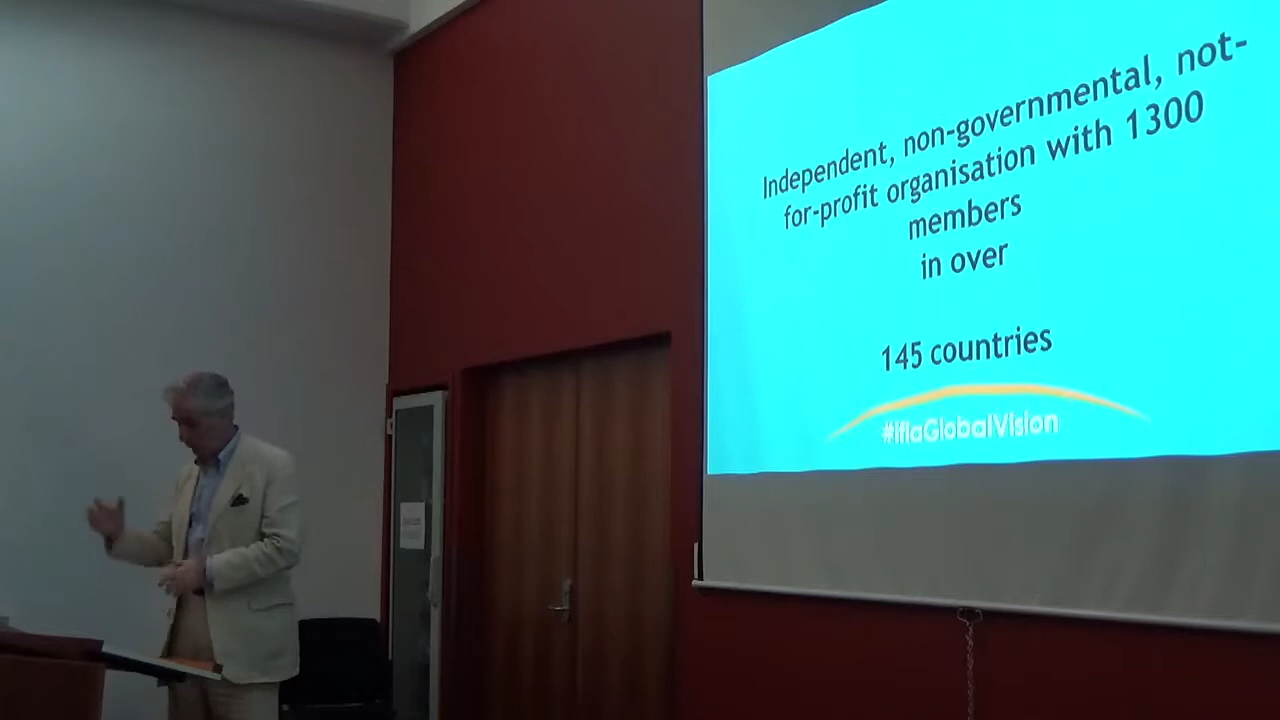 Independent, non-governmental, not-
for-profit organisation with 1300
members
in over
145 countries
#IflaGlobalVision